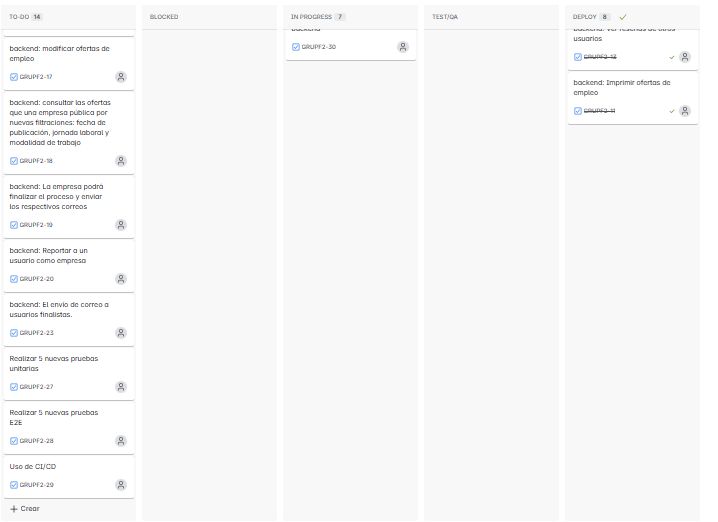 TO-DO 14
backend: modificar ofertas de
empleo
GRUPF2-17
backend: consultar las ofertas
que una empresa pública por
nuevas filtraciones: fecha de
publicación, jornada laboral y
modalidad de trabajo
GRUPF2-18
backend: La empresa podrá
finalizar el proceso y enviar
los respectivos correos
GRUPF2-19
backend: Reportar a un
usuario como empresa
GRUPF2-20
backend: El envío de correo a
usuarios finalistas.
GRUPF2-23
Realizar 5 nuevas pruebas
unitarias
GRUPF2-27
Realizar 5 nuevas pruebas
E2E
GRUPF2-28
Uso de CI/CD
GRUPF2-29
+ Crear
BLOCKED
IN PROGRESS 7
backend
GRUPF2-30
TEST/QA
DEPLOY 8
backend: Ver reseñas de otros
usuarios
GRUPF2-13
backend: Imprimir ofertas de
empleo
GRUPF2-11